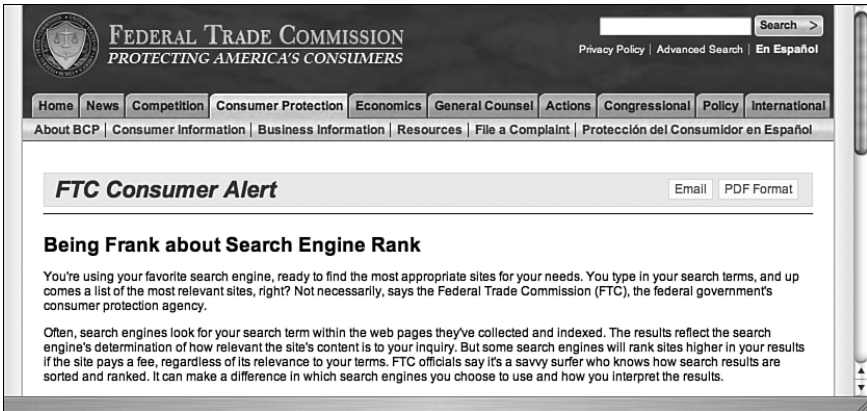 FEDERAL TRADE COMMISSION
PROTECTING AMERICA'S CONSUMERS
Search >
Privacy Policy | Advanced Search | En Español
Home News Competition Consumer Protection Economics General Counsel Actions Congressional Policy International
About BCP | Consumer Information | Business Information | Resources | File a Complaint | Protección del Consumidor en Español
FTC Consumer Alert
Email PDF Format
Being Frank about Search Engine Rank
You're using your favorite search engine, ready to find the most appropriate sites for your needs. You type in your search terms, and up
comes a list of the most relevant sites, right? Not necessarily, says the Federal Trade Commission (FTC), the federal government's
consumer protection agency.
Often, search engines look for your search term within the web pages they've collected and indexed. The results reflect the search
engine's determination of how relevant the site's content is to your inquiry. But some search engines will rank sites higher in your results
if the site pays a fee, regardless of its relevance to your terms. FTC officials say it's a savvy surfer who knows how search results are
sorted and ranked. It can make a difference in which search engines you choose to use and how you interpret the results.